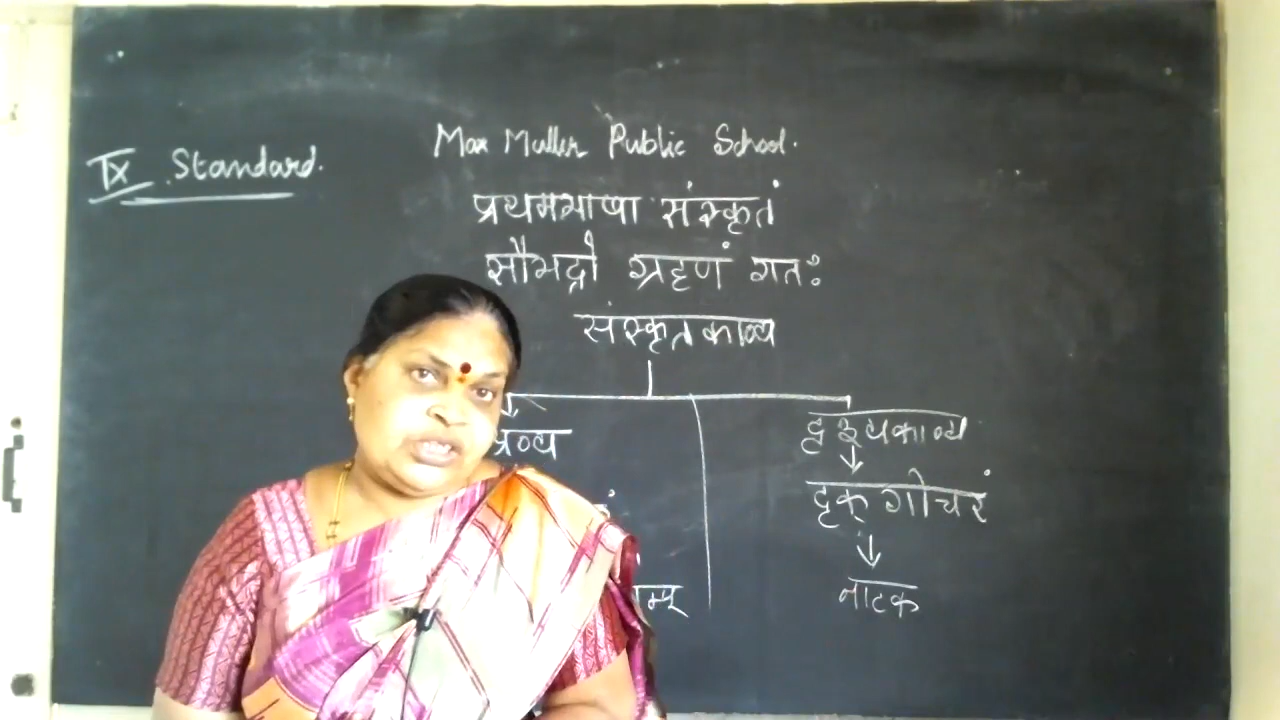 IX Standard.
Max Muller Public School.
प्रथमभाषा संस्कृतं
सौभद्रो ग्रहणं गतः
संस्कृतकाव्य
दृश्यकाव्य
दृक् गोचरं
नाटक